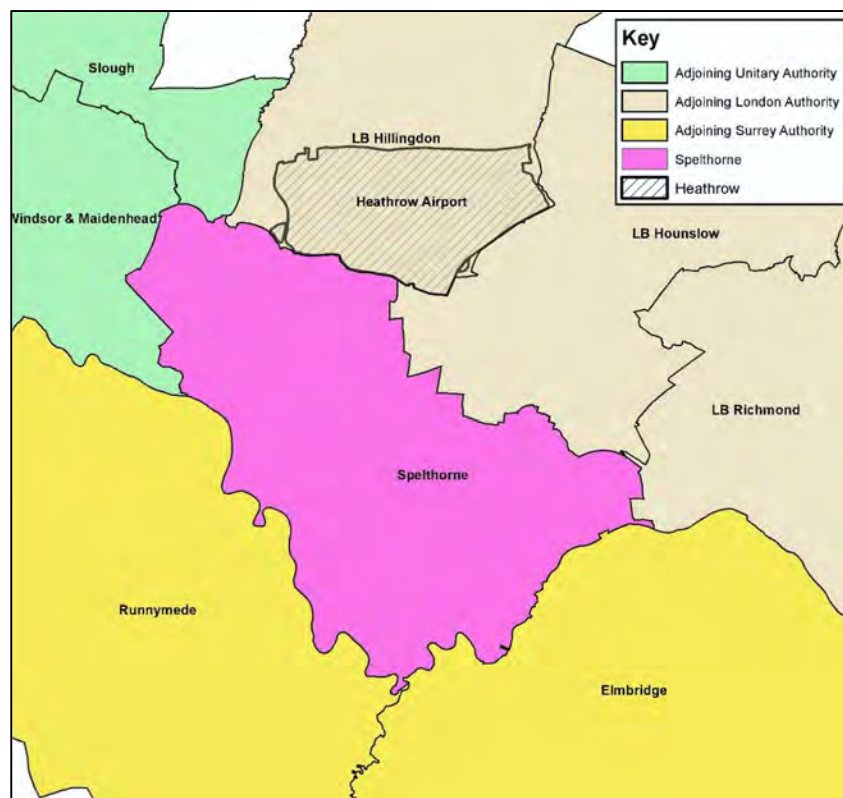 Slough
LB Hillingdon
Heathrow Airport
Windsor & Maidenhead
LB Hounslow
LB Richmond
Spelthorne
Runnymede
Elmbridge
Key
Adjoining Unitary Authority
Adjoining London Authority
Adjoining Surrey Authority
Spelthorne
Heathrow